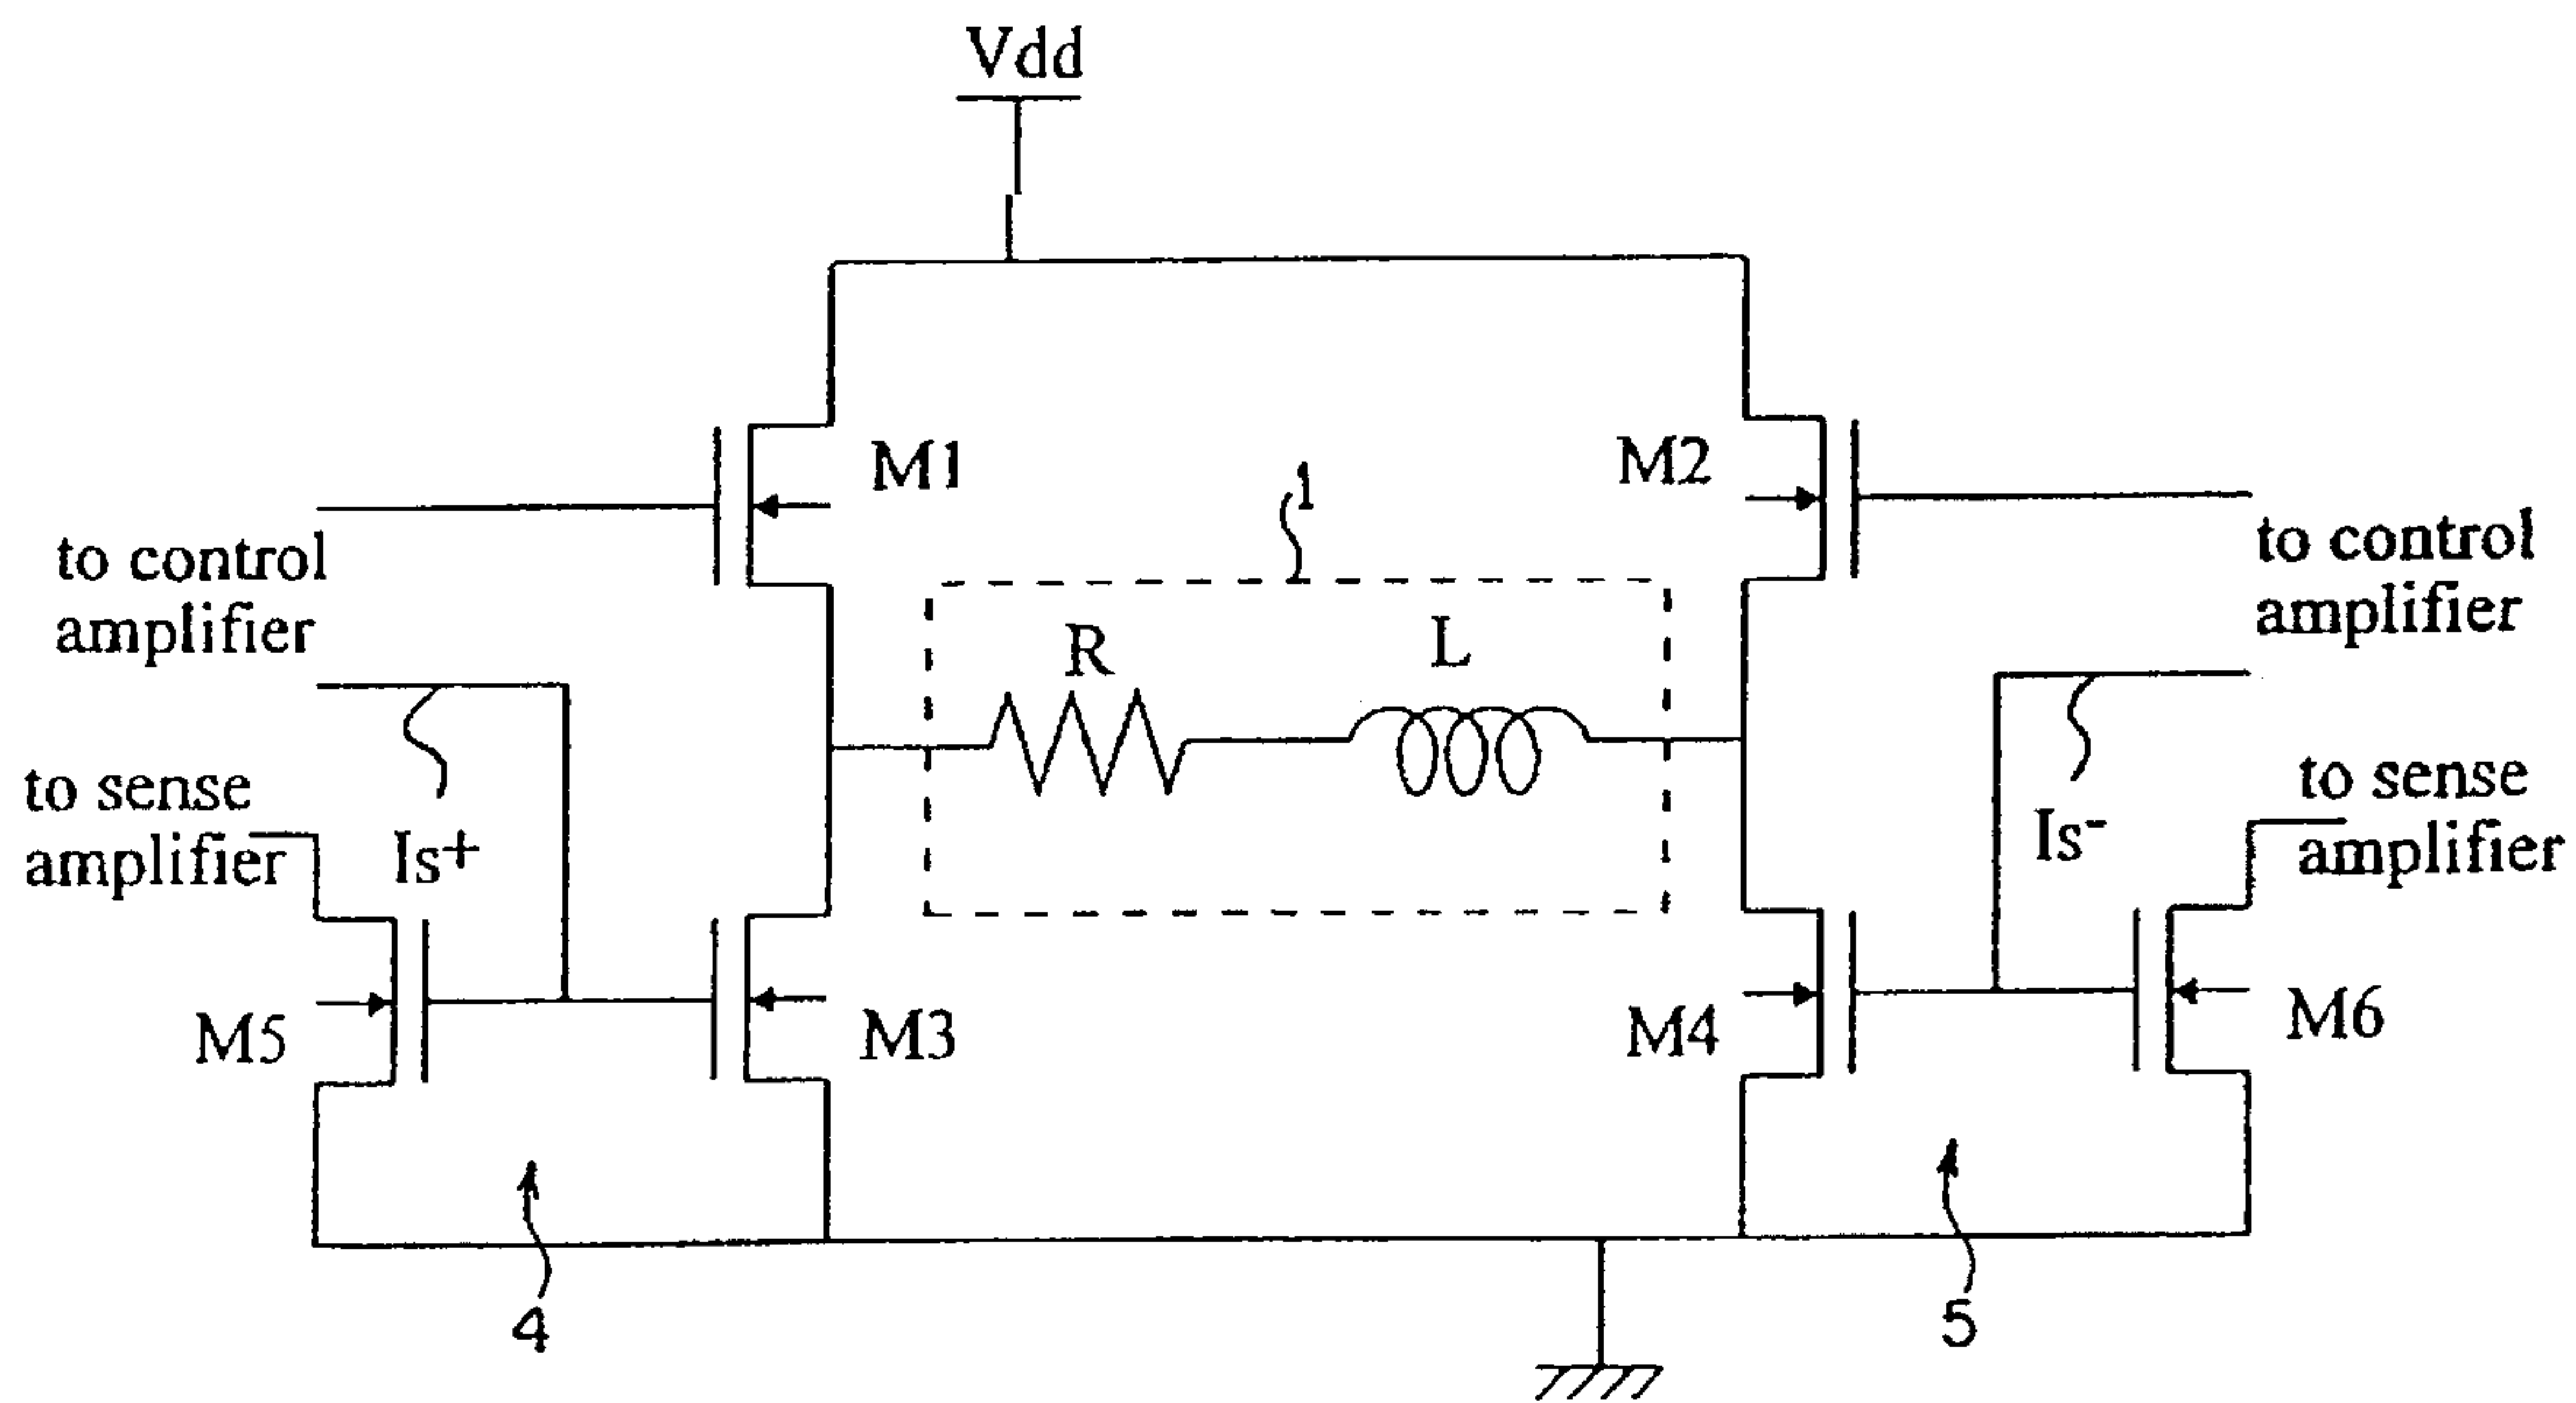 Vdd
M1
M2
1
to control
amplifier
to control
amplifier
R
L
to sense
amplifier
Is+
Is-
to sense
amplifier
M5
M3
M4
M6
4
5